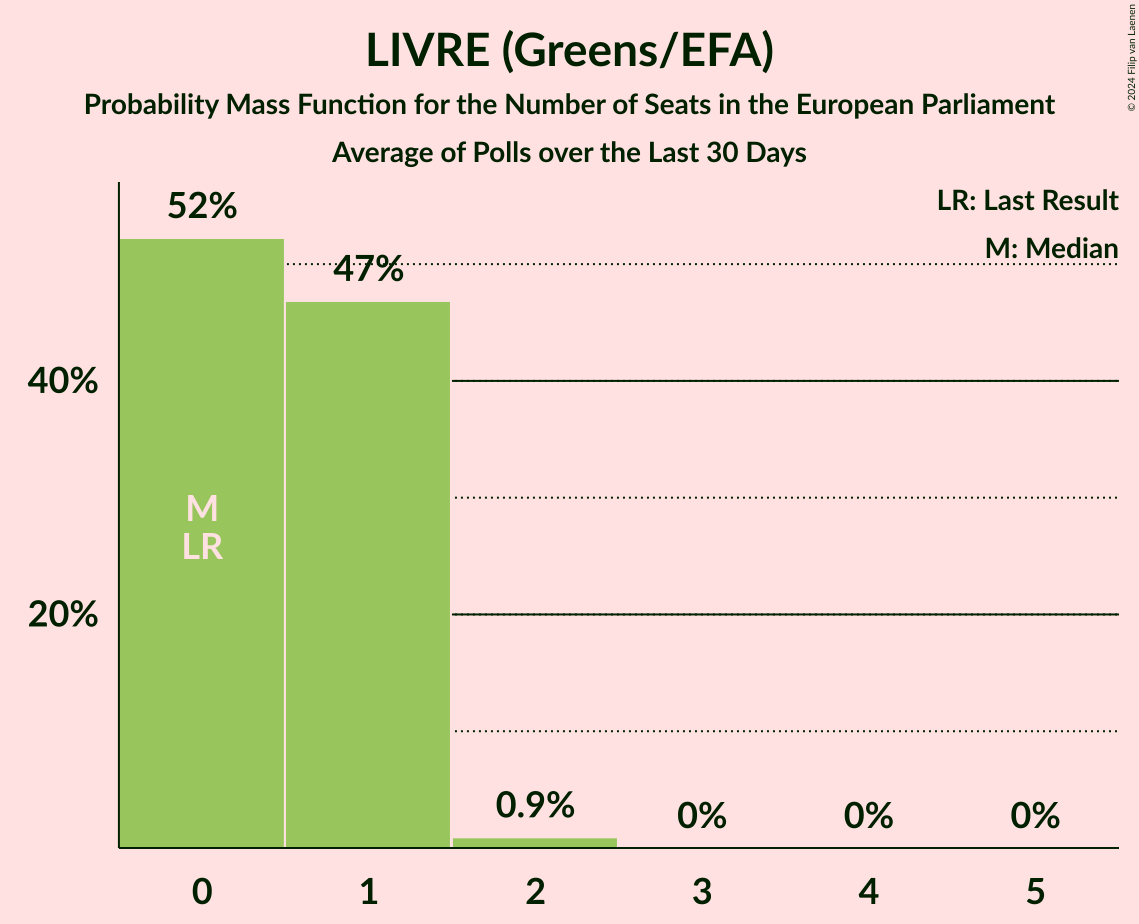 LIVRE (Greens/EFA)
Probability Mass Function for the Number of Seats in the European Parliament
Average of Polls over the Last 30 Days
© 2024 Filip van Laenen
LR: Last Result
M: Median
52%
47%
40%
M
LR
20%
0.9%
0%
0%
0%
0
1
2
3
4
5